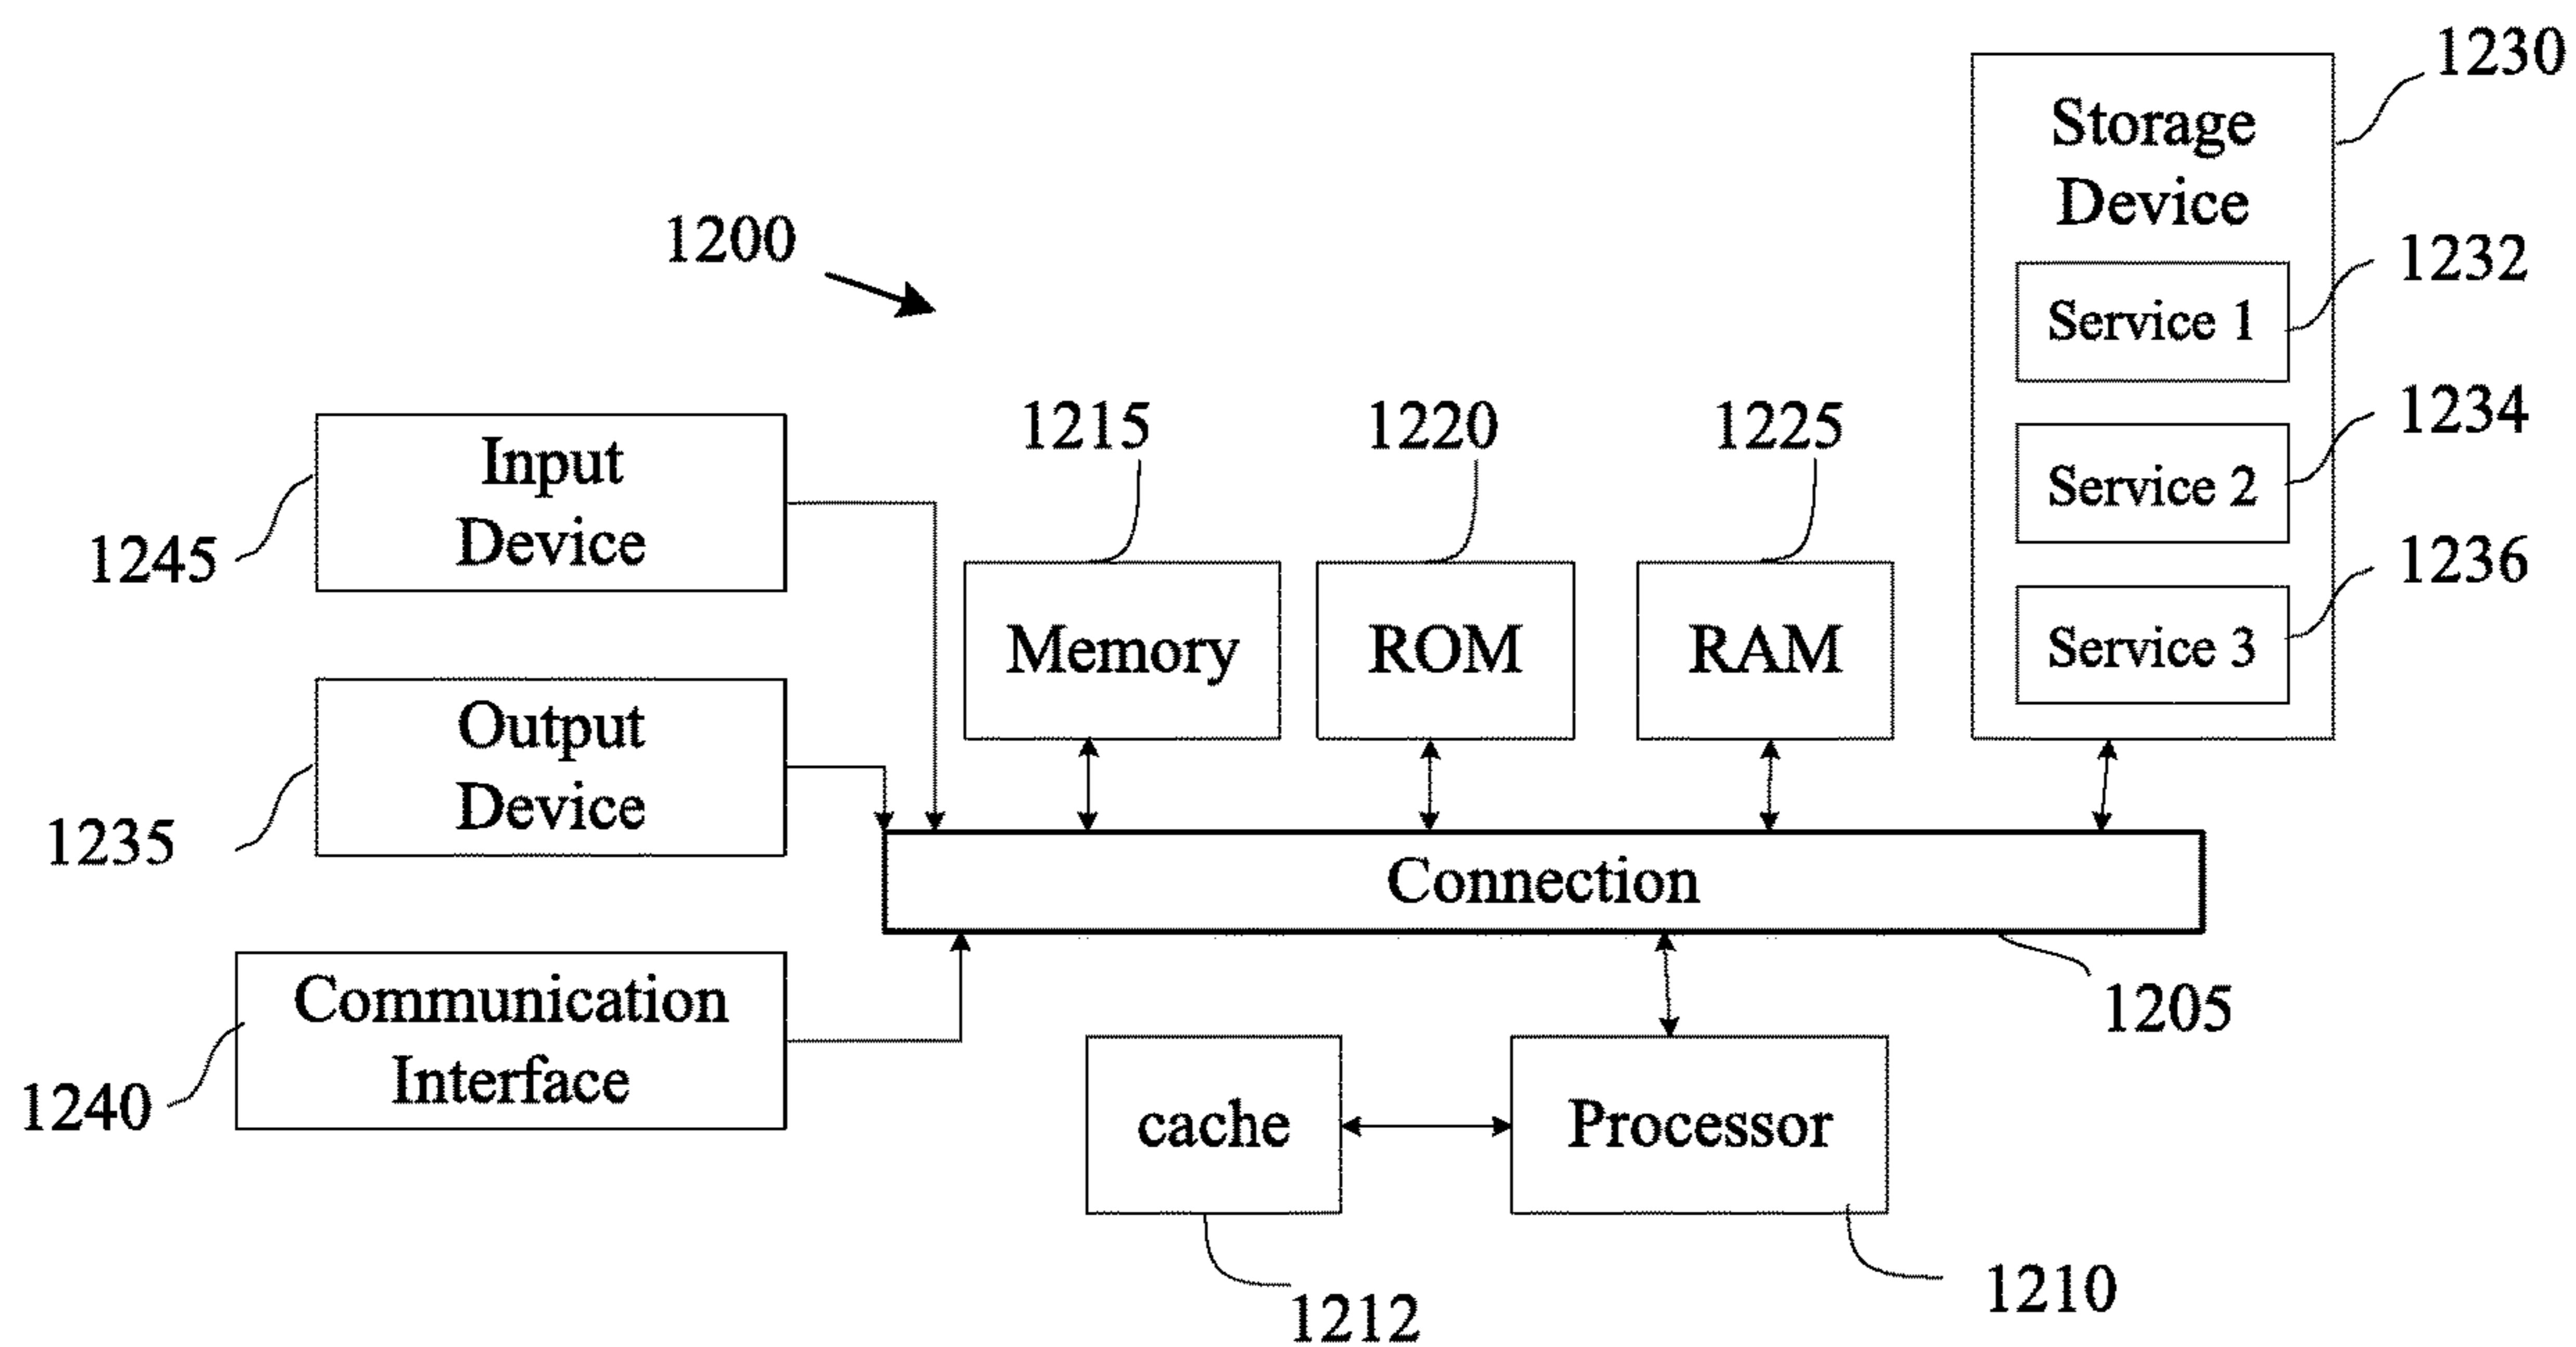 1230
Storage
Device
1200
1232
Service 1
1234
Service 2
1236
Service 3
1215
1220
1225
Input
Device
1245
Memory
ROM
RAM
Output
Device
1235
Connection
1205
Communication
Interface
1240
cache
Processor
1212
1210